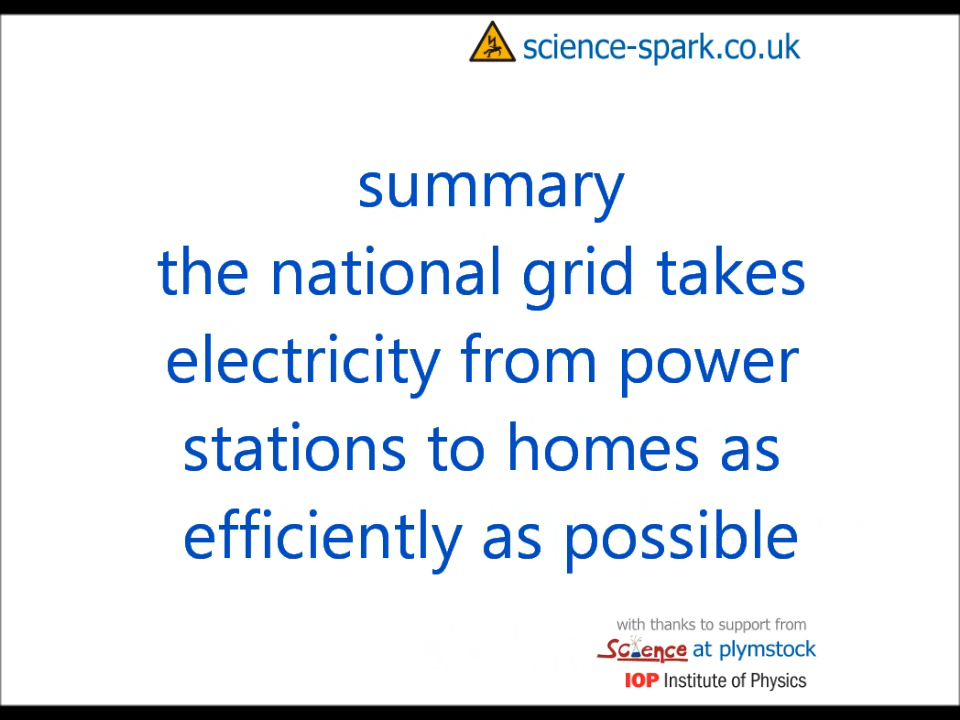 science-spark.co.uk
summary
the national grid takes
electricity from power
stations to homes as
efficiently as possible
with thanks to support from
Science at plymstock
IOP Institute of Physics